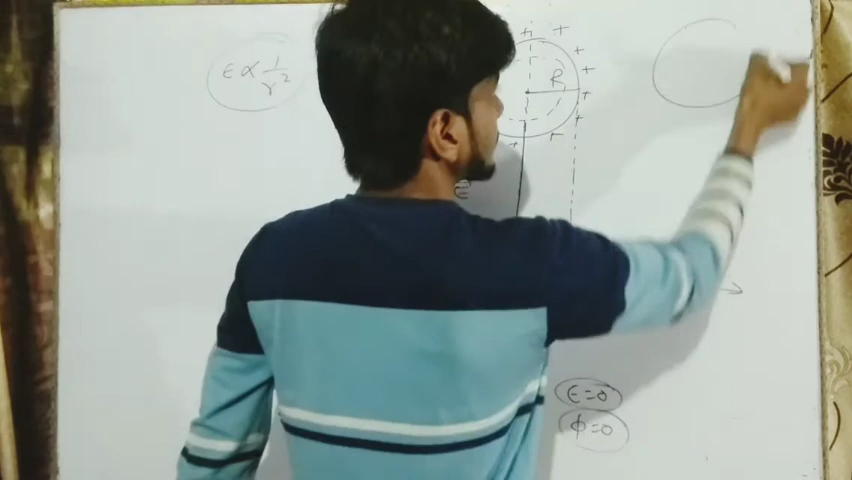 E ∝ 1/r²
+ + + + + + +
R
E
E=0
φ=0